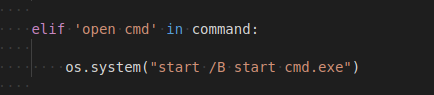 elif 'open cmd' in command:
os.system("start /B start cmd.exe")